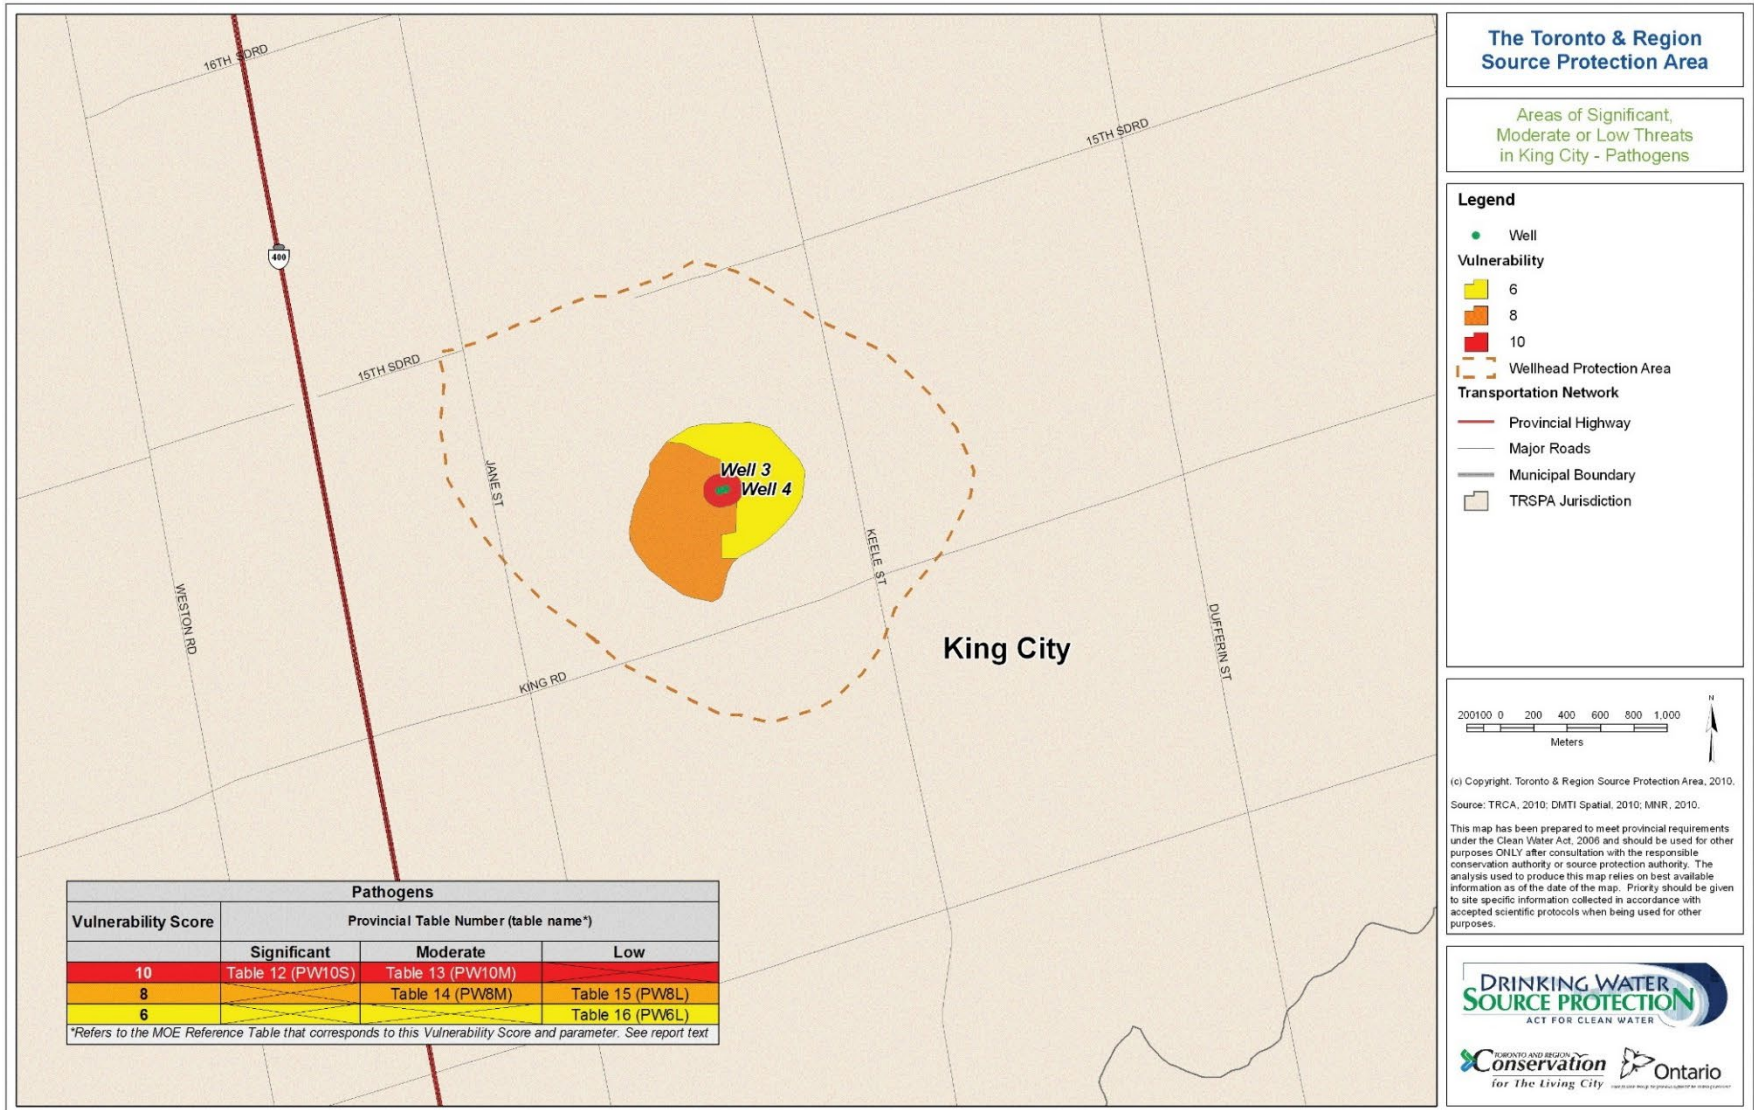 16TH SDRD
400
15TH SDRD
15TH SDRD
JANE ST
Well 3
Well 4
KEELE ST
WESTON RD
DUFFERIN ST
King City
KING RD
Pathogens
Vulnerability Score Provincial Table Number (table name*)
Significant Moderate Low
10 Table 12 (PW10S) Table 13 (PW10M)
8 Table 14 (PW8M) Table 15 (PW8L)
6 Table 16 (PW6L)
*Refers to the MOE Reference Table that corresponds to this Vulnerability Score and parameter. See report text
The Toronto & Region
Source Protection Area
Areas of Significant,
Moderate or Low Threats
in King City - Pathogens
Legend
Well
Vulnerability
6
8
10
Wellhead Protection Area
Transportation Network
Provincial Highway
Major Roads
Municipal Boundary
TRSPA Jurisdiction
N
200100 0 200 400 600 800 1,000
Meters
(c) Copyright. Toronto & Region Source Protection Area, 2010.
Source: TRCA, 2010; DMTI Spatial, 2010; MNR, 2010.
This map has been prepared to meet provincial requirements
under the Clean Water Act, 2006 and should be used for other
purposes ONLY after consultation with the responsible
conservation authority or source protection authority. The
analysis used to produce this map relies on best available
information as of the date of the map. Priority should be given
to site specific information collected in accordance with
accepted scientific protocols when being used for other
purposes.
DRINKING WATER
SOURCE PROTECTION
ACT FOR CLEAN WATER
TORONTO AND REGION
Conservation
for The Living City
Ontario